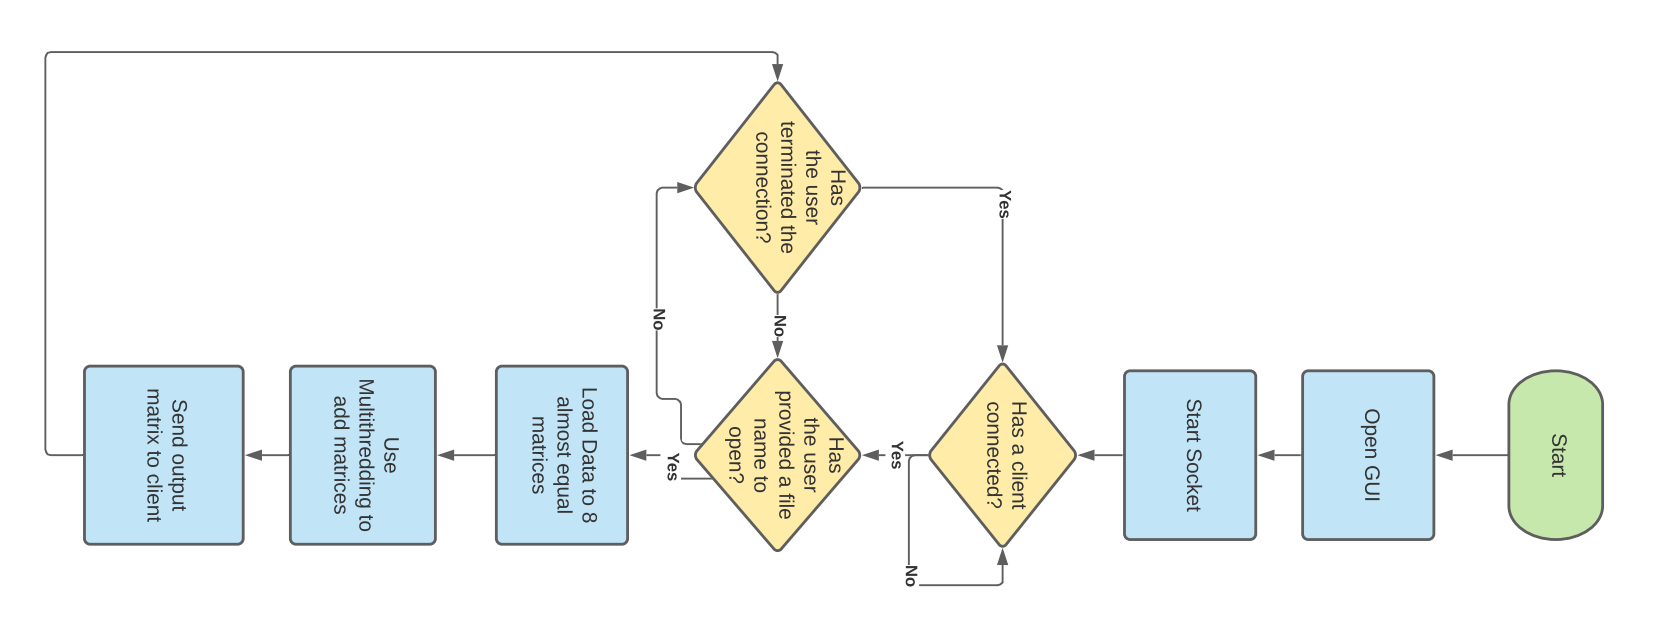 Start
Open GUI
Start Socket
Has a client
connected?
No
Yes
Has
the user
provided a file
name to
open?
No
Yes
Has
the user
terminated the
connection?
Yes
No
Load Data to 8
almost equal
matrices
Use
Multithredding to
add matrices
Send output
matrix to client